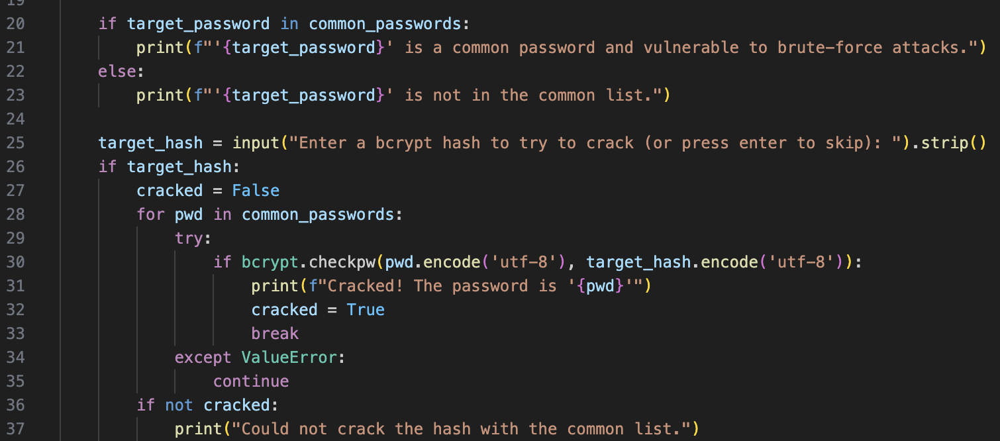 19
20 if target_password in common_passwords:
21 print(f"'{target_password}' is a common password and vulnerable to brute-force attacks.")
22 else:
23 print(f"'{target_password}' is not in the common list.")
24
25 target_hash = input("Enter a bcrypt hash to try to crack (or press enter to skip): ").strip()
26 if target_hash:
27 cracked = False
28 for pwd in common_passwords:
29 try:
30 if bcrypt.checkpw(pwd.encode('utf-8'), target_hash.encode('utf-8')):
31 print(f"Cracked! The password is '{pwd}'")
32 cracked = True
33 break
34 except ValueError:
35 continue
36 if not cracked:
37 print("Could not crack the hash with the common list.")